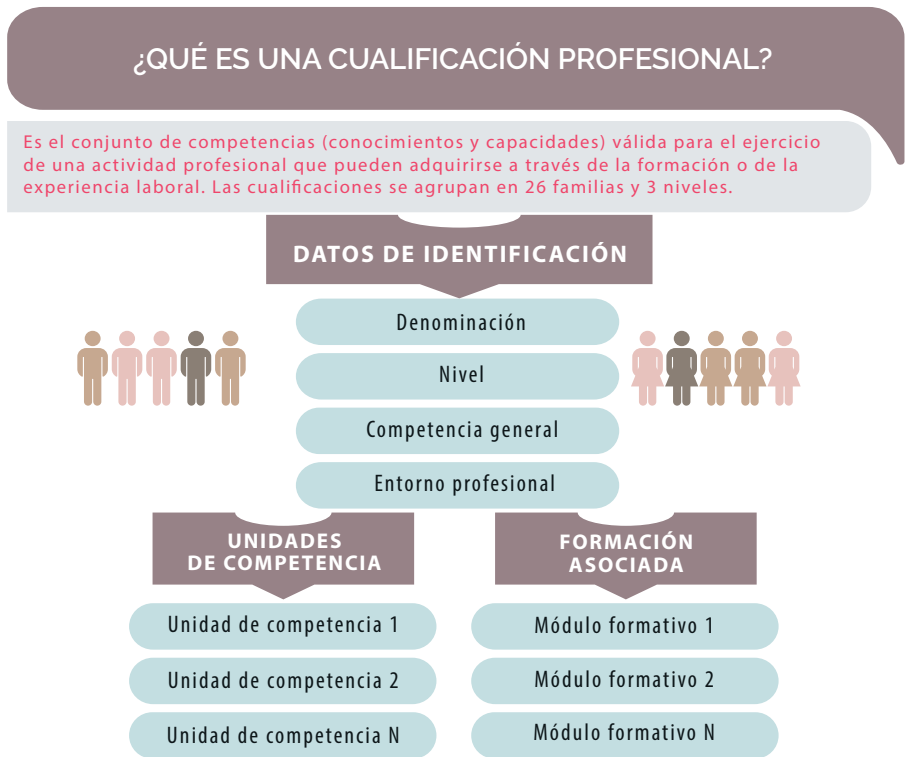 ¿QUÉ ES UNA CUALIFICACIÓN PROFESIONAL?
Es el conjunto de competencias (conocimientos y capacidades) válida para el ejercicio
de una actividad profesional que pueden adquirirse a través de la formación o de la
experiencia laboral. Las cualificaciones se agrupan en 26 familias y 3 niveles.
DATOS DE IDENTIFICACIÓN
Denominación
Nivel
Competencia general
Entorno profesional
UNIDADES
DE COMPETENCIA
Unidad de competencia 1
Unidad de competencia 2
Unidad de competencia N
FORMACIÓN
ASOCIADA
Módulo formativo 1
Módulo formativo 2
Módulo formativo N